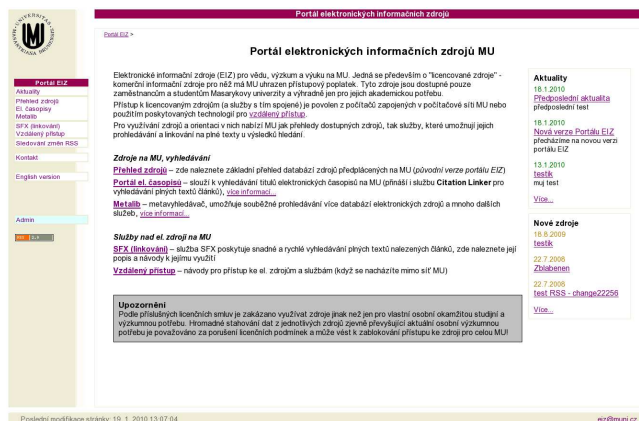 Portál elektronických informačních zdrojů
UNIVERSITAS
MASARYKIANA BRUNENSIS
Portál EIZ
Aktuality
Přehled zdrojů
El. časopisy
Metalib
SFX (linkování)
Vzdálený přístup
Sledování změn RSS
Kontakt
English version
Admin
Portál EIZ >
Portál elektronických informačních zdrojů MU
Elektronické informační zdroje (EIZ) pro vědu, výzkum a výuku na MU. Jedná se především o "licencované zdroje" -
komerční informační zdroje pro něž má MU uhrazen přístupový poplatek. Tyto zdroje jsou dostupné pouze
zaměstnancům a studentům Masarykovy univerzity a výhradně jen pro jejich akademickou potřebu.
Přístup k licencovaným zdrojům (a služby s tím spojené) je povolen z počítačů zapojených v počítačové síti MU nebo
použitím poskytovaných technologií pro vzdálený přístup.
Pro využívání zdrojů a orientaci v nich nabízí MU jak přehledy dostupných zdrojů, tak služby, které umožňují jejich
prohledávání a linkování na plné texty u výsledků hledání.
Zdroje na MU, vyhledávání
Přehled zdrojů – zde naleznete základní přehled databází zdrojů předplácených na MU (původní verze portálu EIZ)
Portál el. časopisů – slouží k vyhledávání titulů elektronických časopisů na MU (přináší i službu Citation Linker pro
vyhledávání plných textů článků), více informací...
Metalib – metavyhledávač, umožňuje souběžné prohledávání více databází elektronických zdrojů a mnoho dalších
služeb, více informací...
Služby nad el. zdroji na MU
SFX (linkování) – služba SFX poskytuje snadné a rychlé vyhledávání plných textů nalezených článků, zde naleznete její
popis a návody k jejímu využití
Vzdálený přístup – návody pro přístup ke el. zdrojům a službám (když se nacházíte mimo síť MU)
Upozornění
Podle příslušných licenčních smluv je zakázáno využívat zdroje jinak než jen pro vlastní osobní okamžitou studijní a
výzkumnou potřebu. Hromadné stahování dat z jednotlivých zdrojů zjevně převyšující aktuální osobní výzkumnou
potřebu je považováno za porušení licenčních podmínek a může vést k zablokování přístupu ke zdroji pro celou MU!
Aktuality
18.1.2010
Předposlední aktualita
předposlední test
18.1.2010
Nová verze Portálu EIZ
přecházíme na novou verzi
portálu EIZ
13.1.2010
testik
muj test
Více...
Nové zdroje
18.8.2009
testik
22.7.2008
Zblabenen
22.7.2008
test RSS - change22256
Více...
Poslední modifikace stránky: 19. 1. 2010 13:07:04
eiz@muni.cz